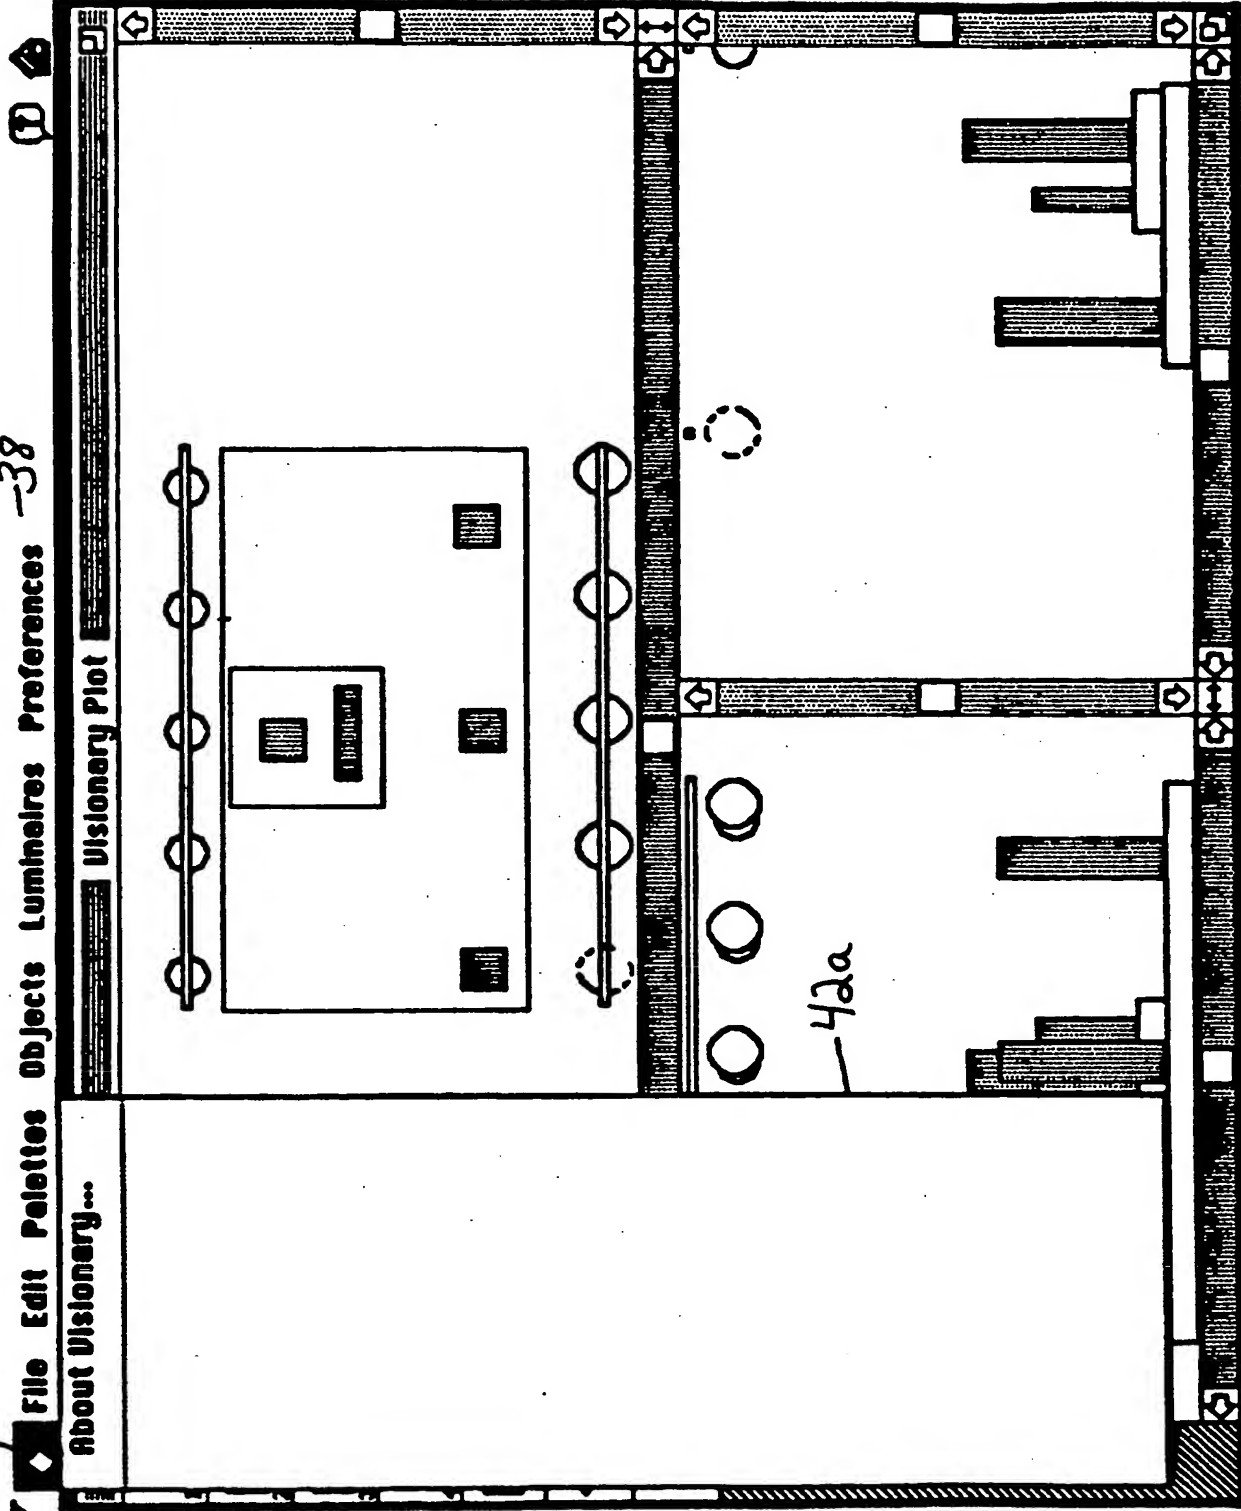 File Edit Palettes Objects Luminaires Preferences
38
Visionary Plot
About Visionary...
42a